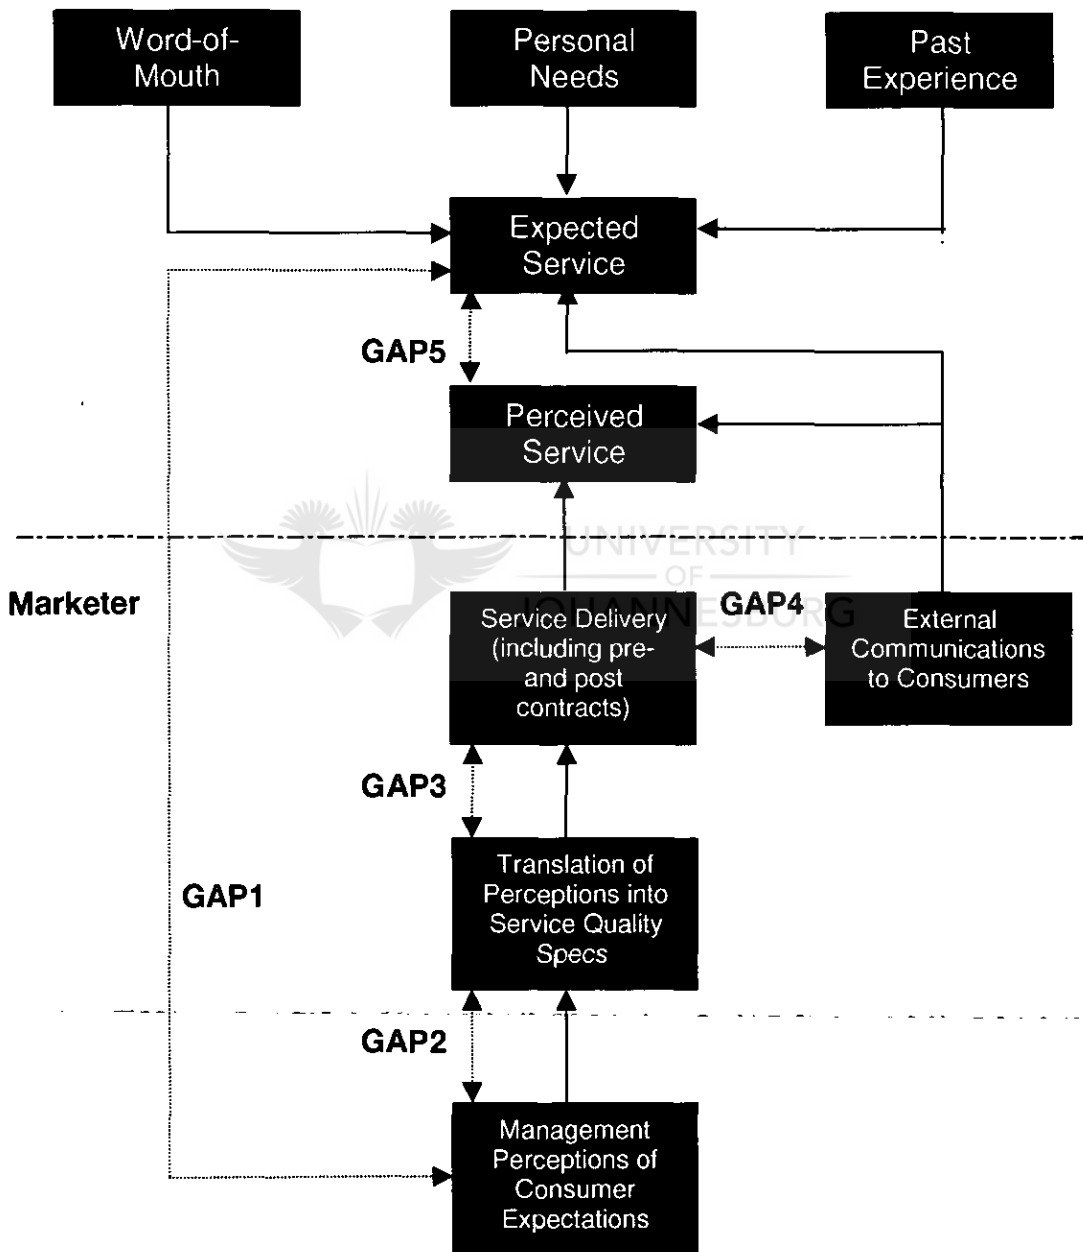 Word-of-
Mouth
Personal
Needs
Past
Experience
Expected
Service
GAP5
Perceived
Service
UNIVERSITY
OF
JOHANNESBURG
Marketer
Service Delivery
(including pre-
and post
contracts)
GAP4
External
Communications
to Consumers
GAP3
Translation of
Perceptions into
Service Quality
Specs
GAP1
GAP2
Management
Perceptions of
Consumer
Expectations